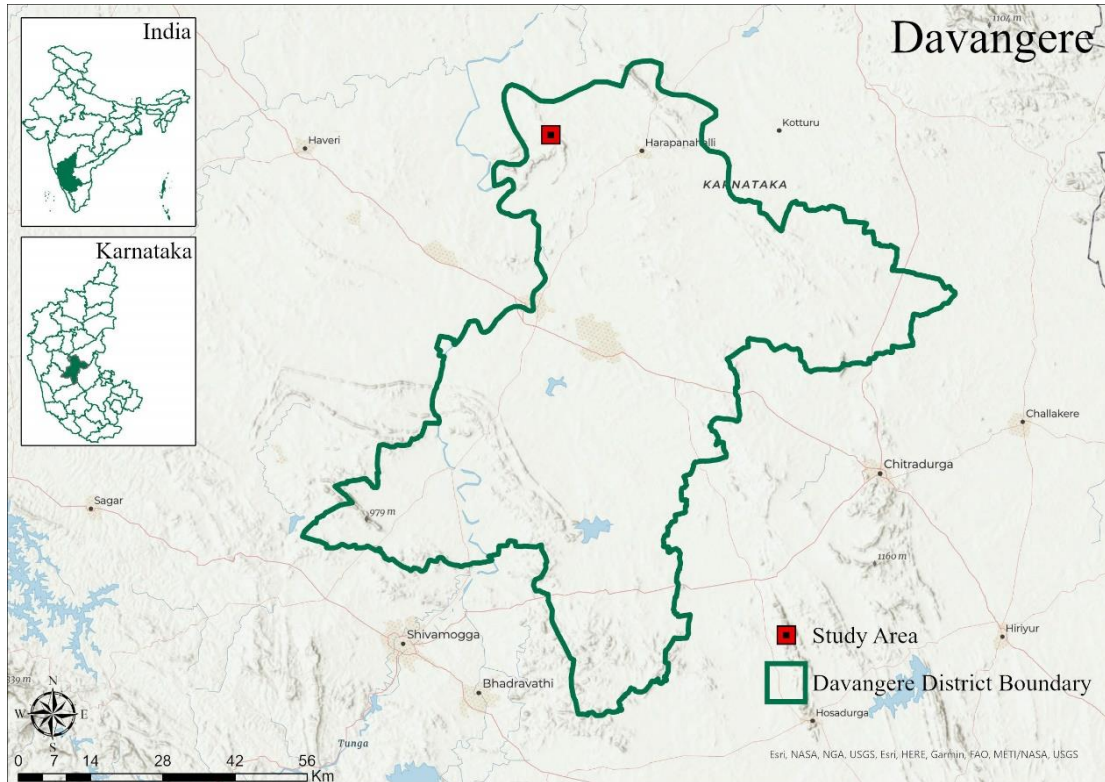 India
Davangere
1104 m
Kotturu
Haveri
Harapanahalli
KARNATAKA
Karnataka
Challakere
Chitradurga
Sagar
979 m
1160 m
Study Area
Hiriyur
Shivamogga
Bhadravathi
Davangere District Boundary
N
W E
S
Hosadurga
Tunga
Esri, NASA, NGA, USGS, Esri, HERE, Garmin, FAO, METI/NASA, USGS
0 7 14 28 42 56
Km